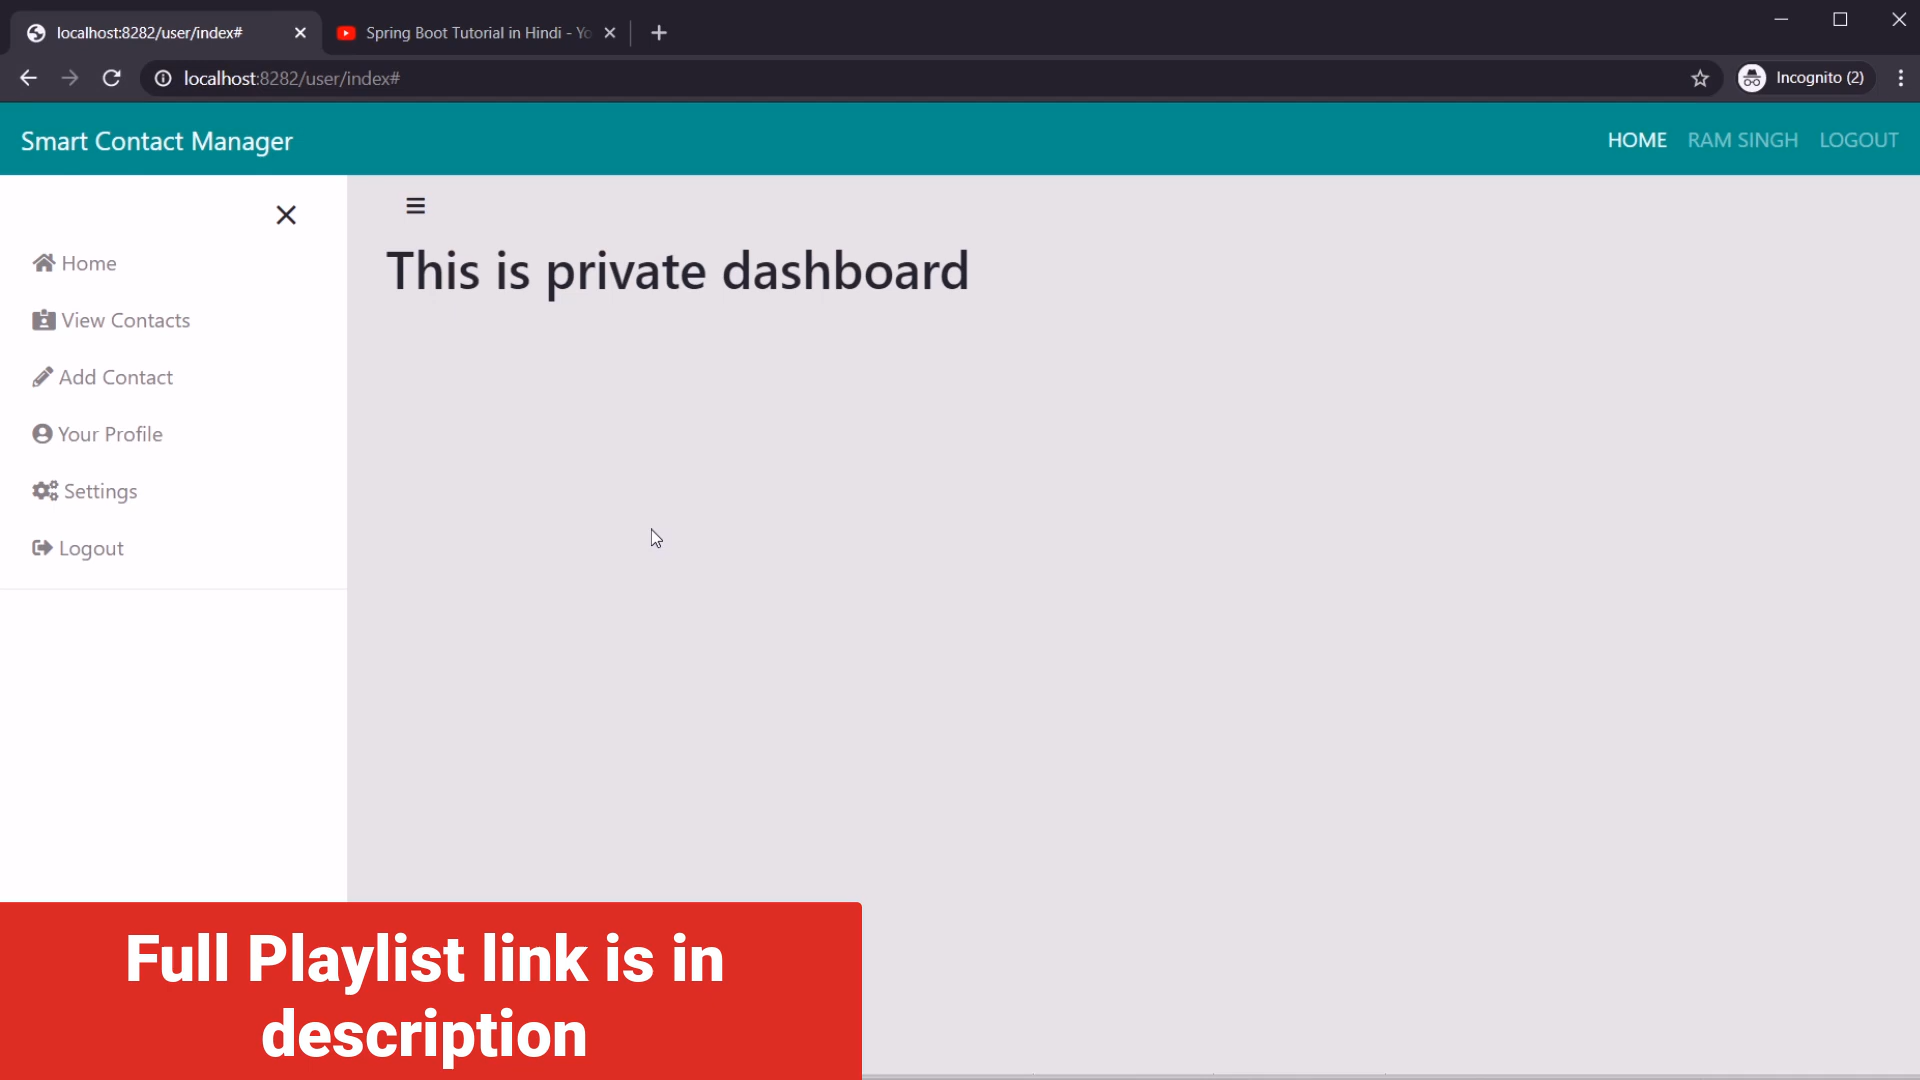 localhost:8282/user/index#
Spring Boot Tutorial in Hindi - Yo
localhost:8282/user/index#
Incognito (2)
Smart Contact Manager
HOME RAM SINGH LOGOUT
Home
View Contacts
Add Contact
Your Profile
Settings
Logout
This is private dashboard
Full Playlist link is in
description